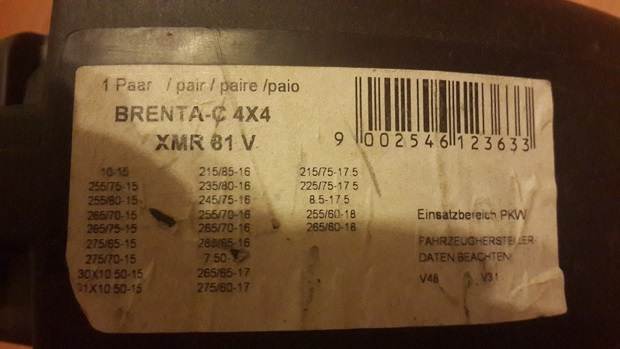 1 Paar / pair / paire /paio
BRENTA-C 4X4
XMR 81 V
9 002546 123633
10-15 215/85-16 215/75-17.5
255/75-15 235/80-16 225/75-17.5
255/80-15 245/75-16 8.5-17.5
265/70-15 255/70-16 255/60-18
265/75-15 265/70-16 265/60-18
275/65-15 -16
275/70-15 7.50
30X10 50-15 265/65-17
31X10 50-15 275/60-17
Einsatzbereich PKW
FAHRZEUGHERSTELLER-
DATEN BEACHTEN!
V48 V3.1